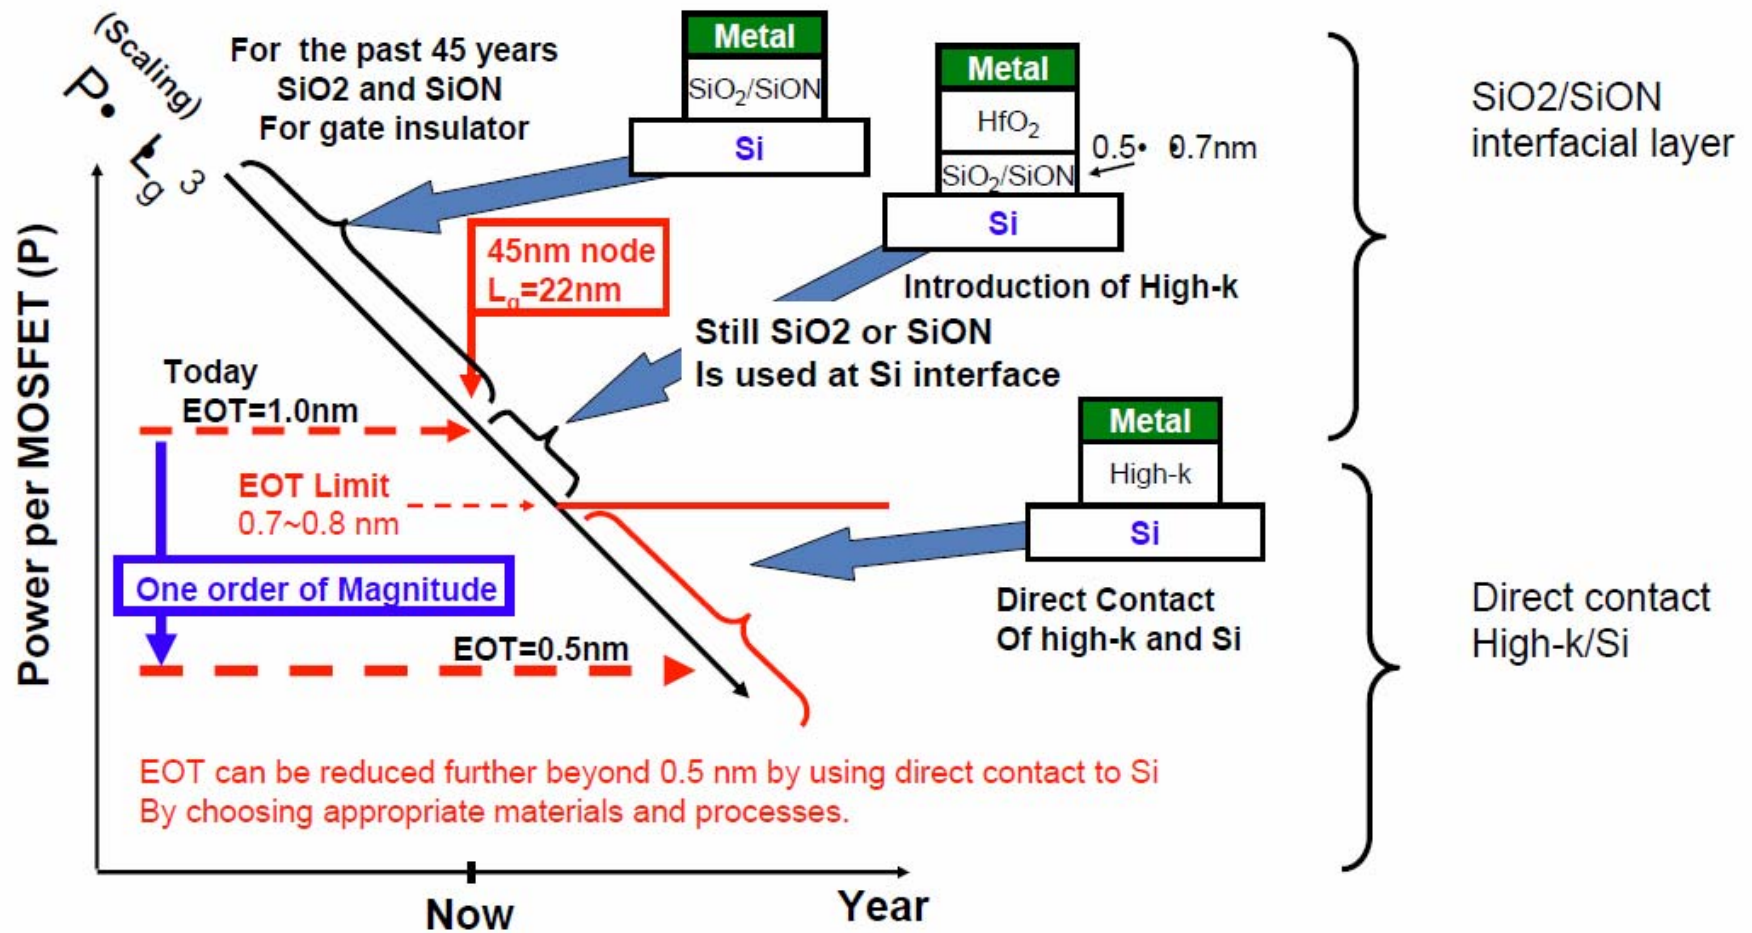 (Scaling)
P• Lg 3
For the past 45 years
SiO2 and SiON
For gate insulator
Metal
SiO2/SiON
Si
Metal
HfO2
SiO2/SiON
Si
0.5• 0.7nm
Introduction of High-k
SiO2/SiON
interfacial layer
45nm node
Lg=22nm
Still SiO2 or SiON
Is used at Si interface
Power per MOSFET (P)
Today
EOT=1.0nm
EOT Limit
0.7~0.8 nm
One order of Magnitude
EOT=0.5nm
Metal
High-k
Si
Direct Contact
Of high-k and Si
Direct contact
High-k/Si
EOT can be reduced further beyond 0.5 nm by using direct contact to Si
By choosing appropriate materials and processes.
Now
Year